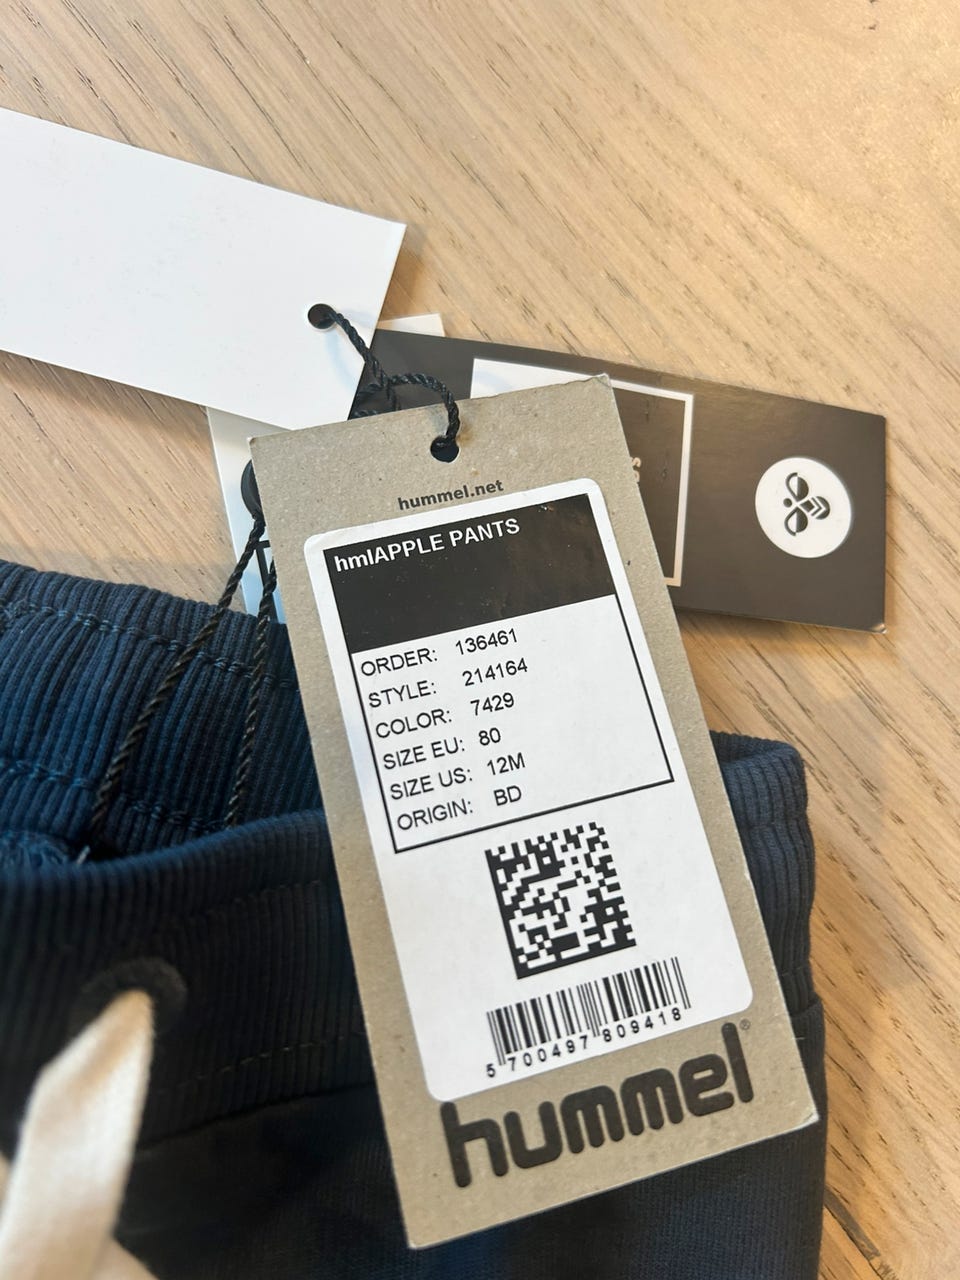 hummel.net
hmlAPPLE PANTS
ORDER: 136461
STYLE: 214164
COLOR: 7429
SIZE EU: 80
SIZE US: 12M
ORIGIN: BD
5 700497 809418
hummel®